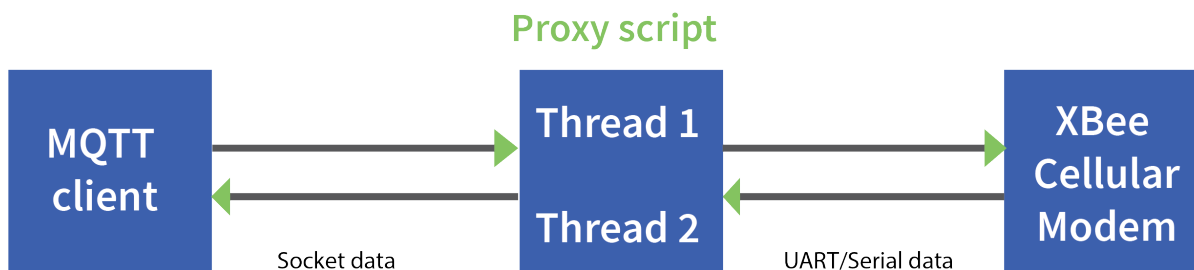 Proxy script
MQTT
client
Thread 1
Thread 2
XBee
Cellular
Modem
Socket data
UART/Serial data